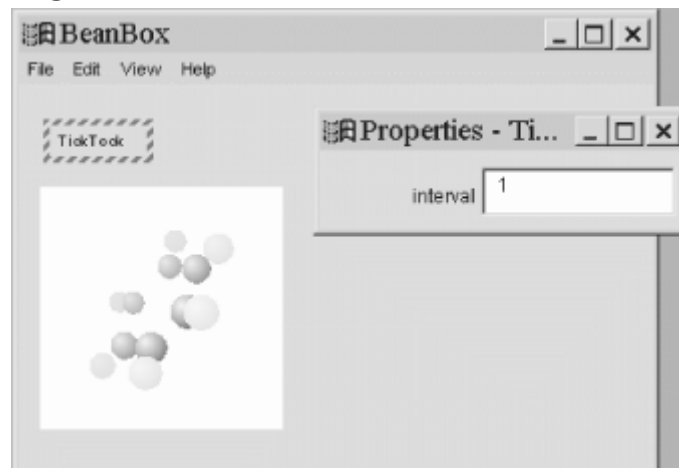 BeanBox
File Edit View Help
TickTock
Properties - Ti...
interval 1